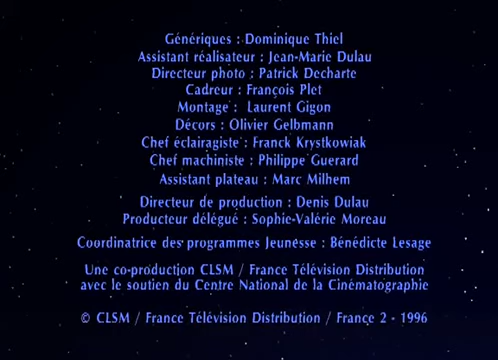 Génériques : Dominique Thiel
Assistant réalisateur : Jean-Marie Dulau
Directeur photo : Patrick Decharte
Cadreur : François Plet
Montage : Laurent Gigon
Décors : Olivier Gelbmann
Chef éclairagiste : Franck Krystkowiak
Chef machiniste : Philippe Guerard
Assistant plateau : Marc Milhem
Directeur de production : Denis Dulau
Producteur délégué : Sophie-Valérie Moreau
Coordinatrice des programmes Jeunesse : Bénédicte Lesage
Une co-production CLSM / France Télévision Distribution
avec le soutien du Centre National de la Cinématographie
© CLSM / France Télévision Distribution / France 2 - 1996